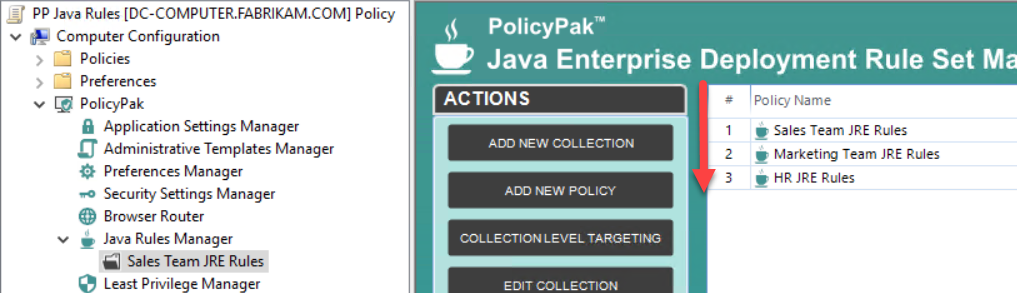 PP Java Rules [DC-COMPUTER.FABRIKAM.COM] Policy
Computer Configuration
Policies
Preferences
PolicyPak
Application Settings Manager
Administrative Templates Manager
Preferences Manager
Security Settings Manager
Browser Router
Java Rules Manager
Sales Team JRE Rules
Least Privilege Manager
PolicyPak™
Java Enterprise Deployment Rule Set Ma
ACTIONS
ADD NEW COLLECTION
ADD NEW POLICY
COLLECTION LEVEL TARGETING
EDIT COLLECTION
# Policy Name
1 Sales Team JRE Rules
2 Marketing Team JRE Rules
3 HR JRE Rules